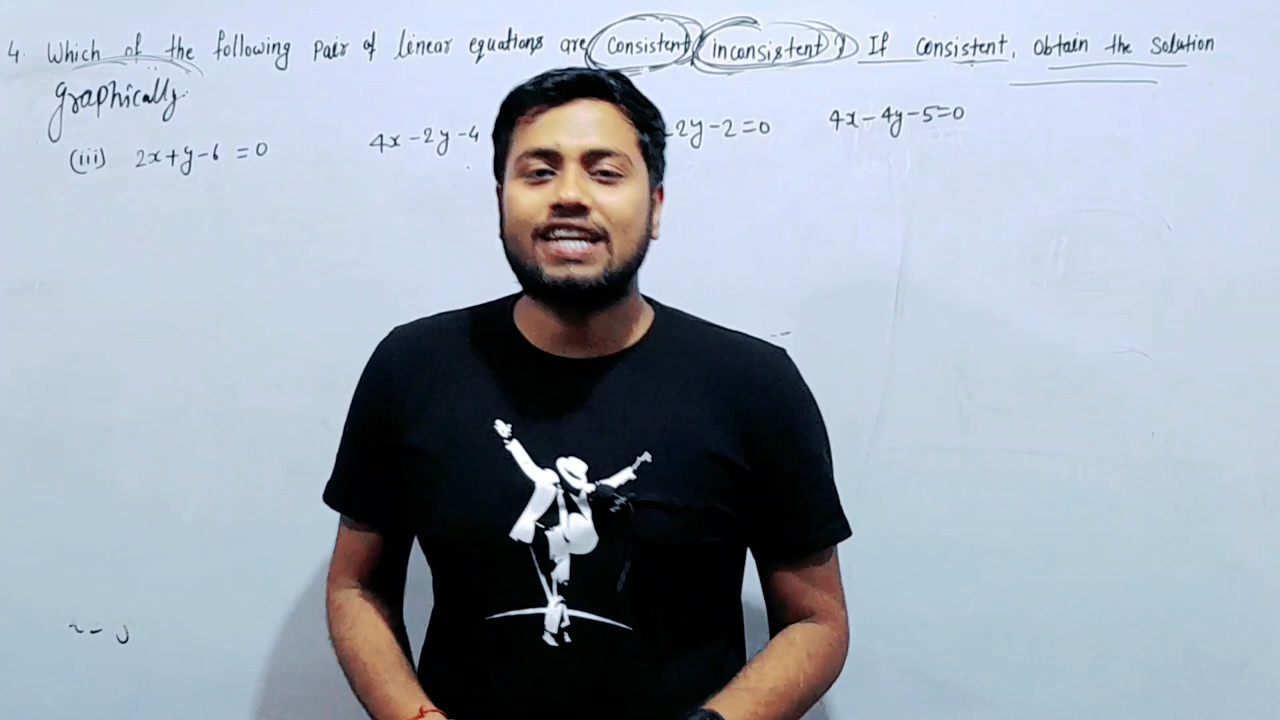 4. Which of the following pair of linear equations are consistent inconsistent? If consistent, obtain the solution
graphically.
(iii) 2x+y-6 =0 4x-2y-4 -2y-2=0 4x-4y-5=0